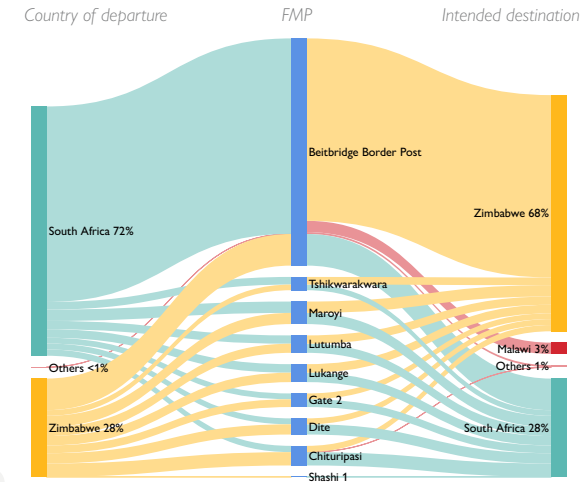 Country of departure
FMP
Intended destination
Beitbridge Border Post
Zimbabwe 68%
South Africa 72%
Tshikwarakwara
Maroyi
Lutumba
Malawi 3%
Others <1%
Others 1%
Lukange
Gate 2
Zimbabwe 28%
Dite
South Africa 28%
Chituripasi
Shashi 1